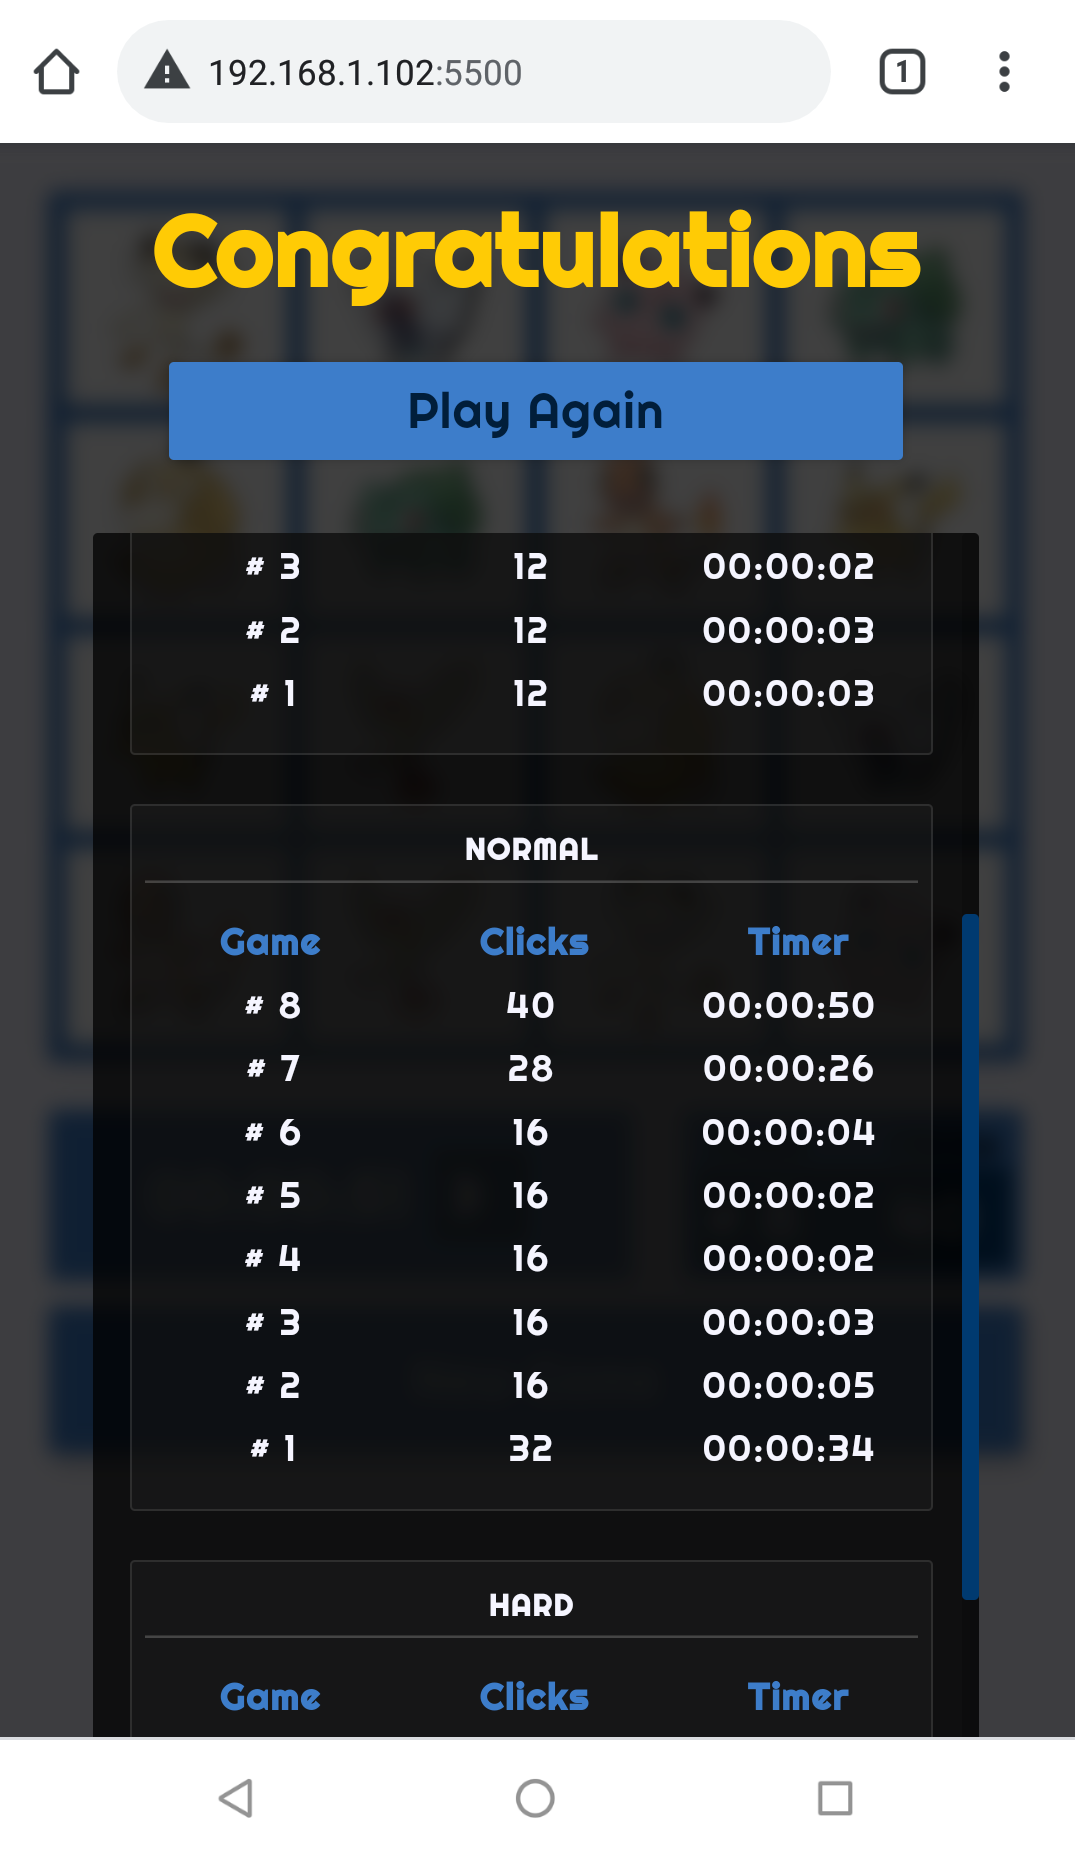 192.168.1.102:5500
1
Congratulations
Play Again
# 3 12 00:00:02
# 2 12 00:00:03
# 1 12 00:00:03
NORMAL
Game Clicks Timer
# 8 40 00:00:50
# 7 28 00:00:26
# 6 16 00:00:04
# 5 16 00:00:02
# 4 16 00:00:02
# 3 16 00:00:03
# 2 16 00:00:05
# 1 32 00:00:34
HARD
Game Clicks Timer